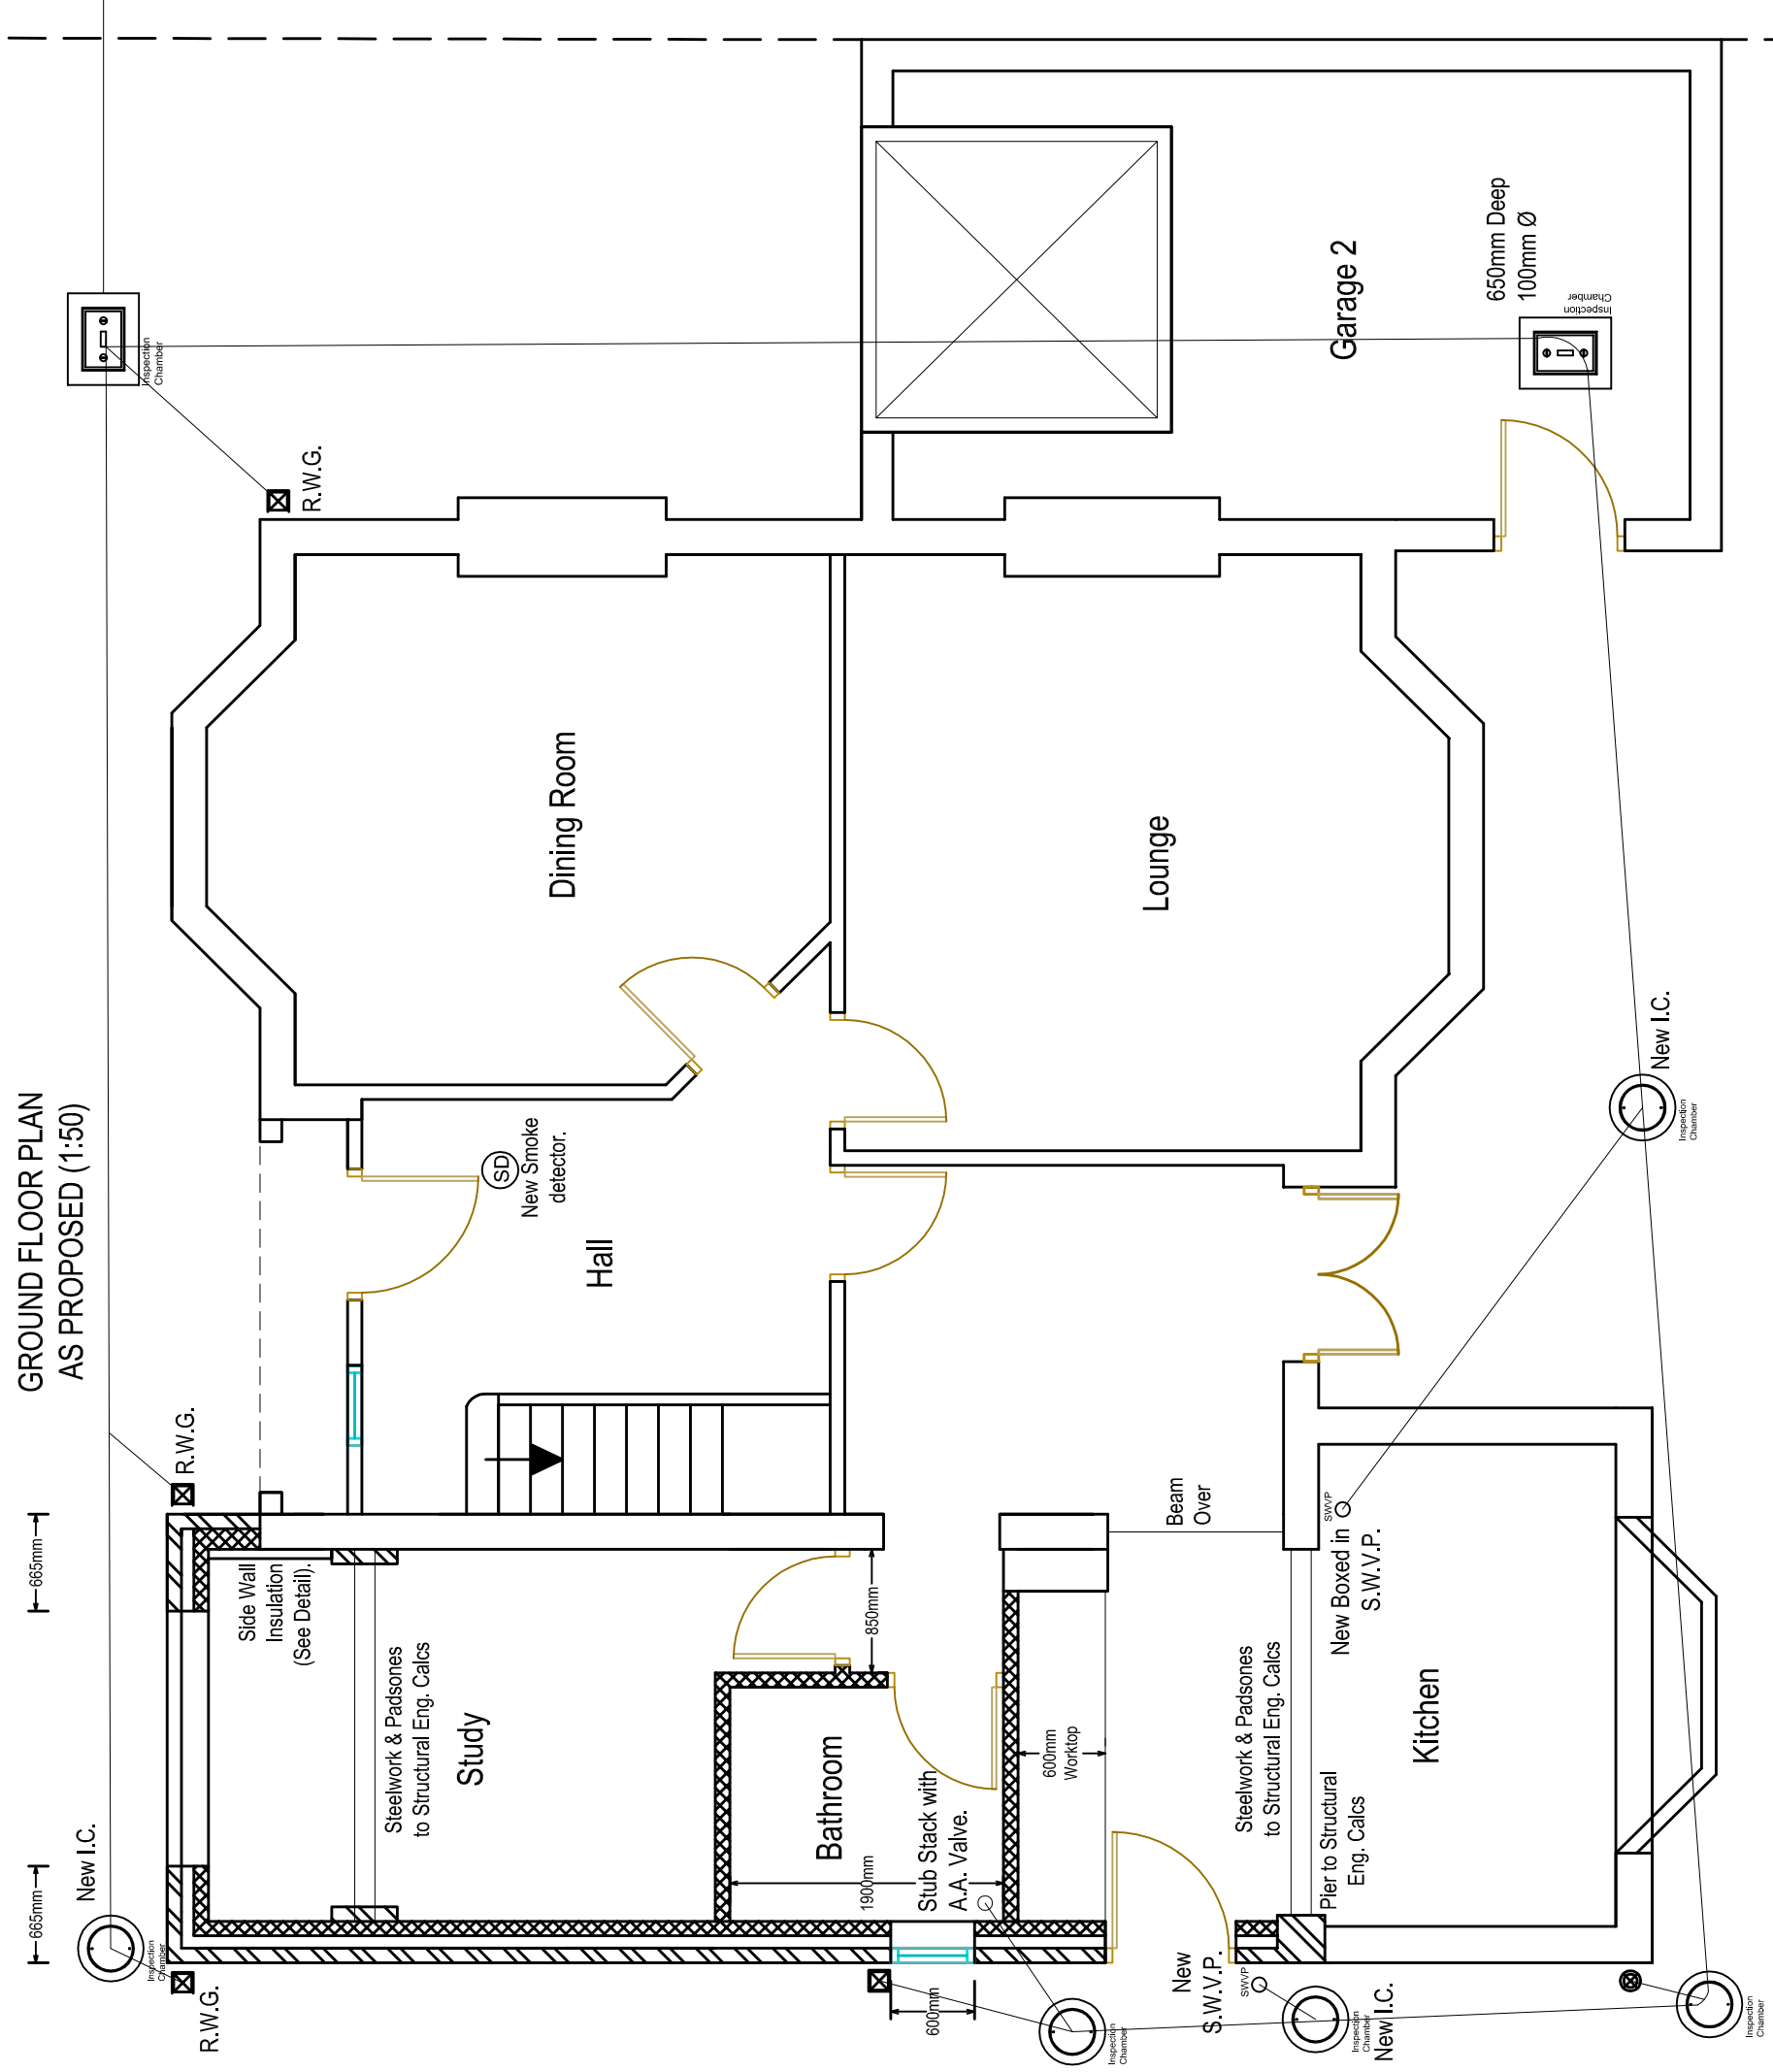 GROUND FLOOR PLAN
AS PROPOSED (1:50)
New I.C.
Inspection
Chamber
R.W.G.
665mm
665mm
R.W.G.
Inspection
Chamber
R.W.G.
Side Wall
Insulation
(See Detail).
Steelwork & Padsones
to Structural Eng. Calcs
Study
SD
New Smoke
detector.
Hall
Dining Room
Bathroom
1900mm
850mm
Stub Stack with
A.A. Valve.
600mm
600mm
Worktop
Inspection
Chamber
Lounge
Beam
Over
New
S.W.V.P.
SWVP
Steelwork & Padsones
to Structural Eng. Calcs
Pier to Structural
Eng. Calcs
SWVP
New Boxed in
S.W.V.P.
Inspection
Chamber
New I.C.
Kitchen
Garage 2
650mm Deep
100mm Ø
Inspection
Chamber
New I.C.
Inspection
Chamber
Inspection
Chamber